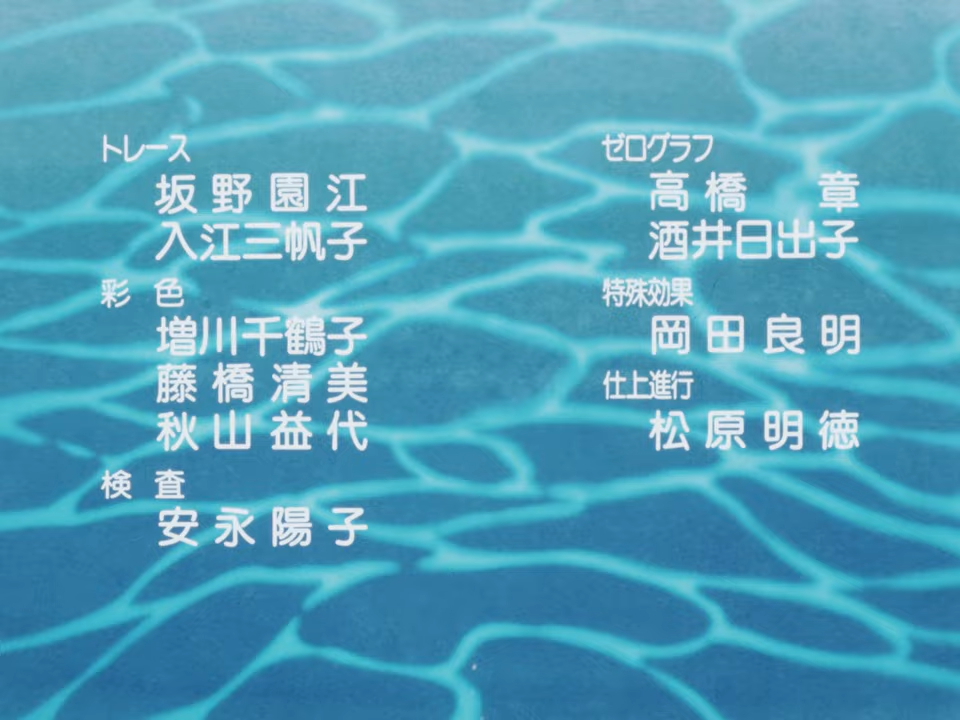 トレース
坂野園江
入江三帆子
彩色
増川千鶴子
藤橋清美
秋山益代
検査
安永陽子
ゼログラフ
高橋 章
酒井日出子
特殊効果
岡田良明
仕上進行
松原明徳